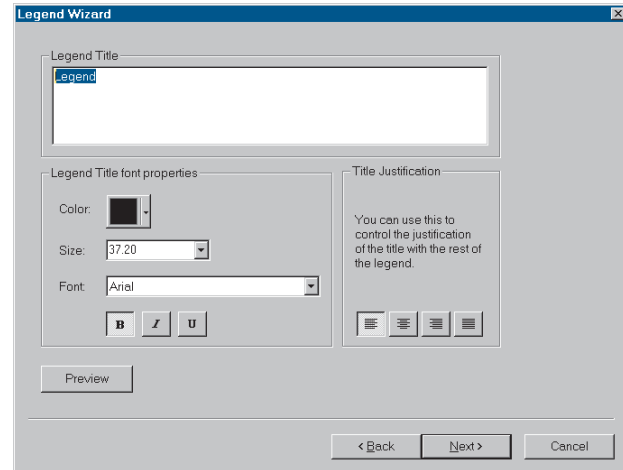 Legend Wizard
Legend Title
Legend
Legend Title font properties
Color:
Size: 37.20
Font: Arial
B I U
Title Justification
You can use this to
control the justification
of the title with the rest of
the legend.
Preview
< Back Next > Cancel